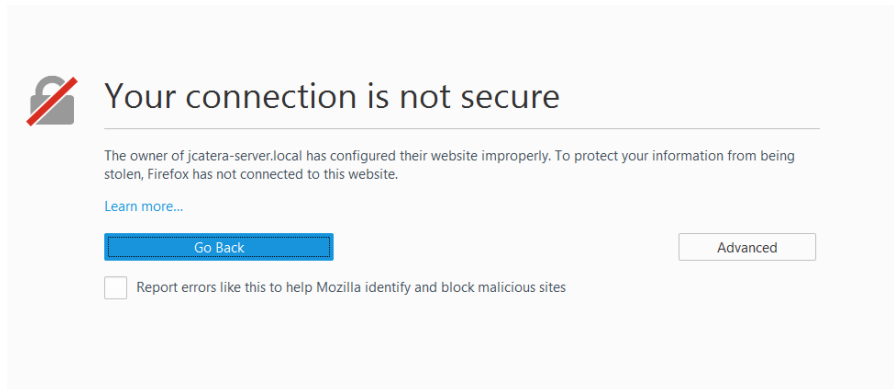 Your connection is not secure
The owner of jcatera-server.local has configured their website improperly. To protect your information from being
stolen, Firefox has not connected to this website.
Learn more...
Go Back
Advanced
Report errors like this to help Mozilla identify and block malicious sites